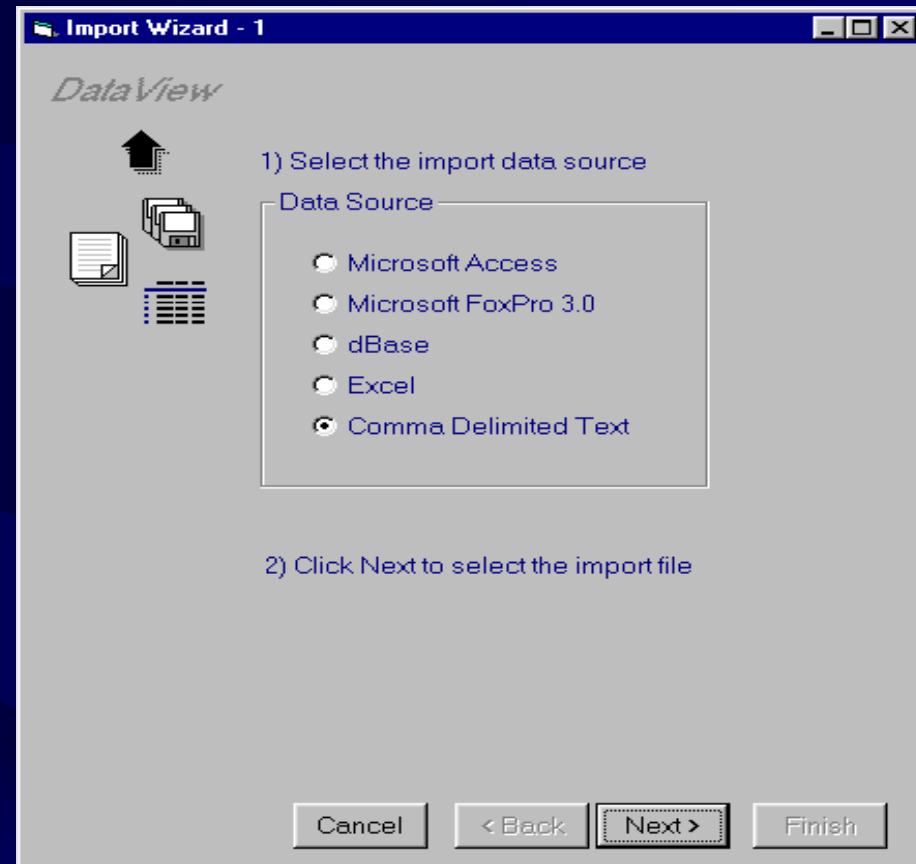 Import Wizard - 1
DataView
1) Select the import data source
Data Source
Microsoft Access
Microsoft FoxPro 3.0
dBase
Excel
Comma Delimited Text
2) Click Next to select the import file
Cancel
< Back
Next >
Finish